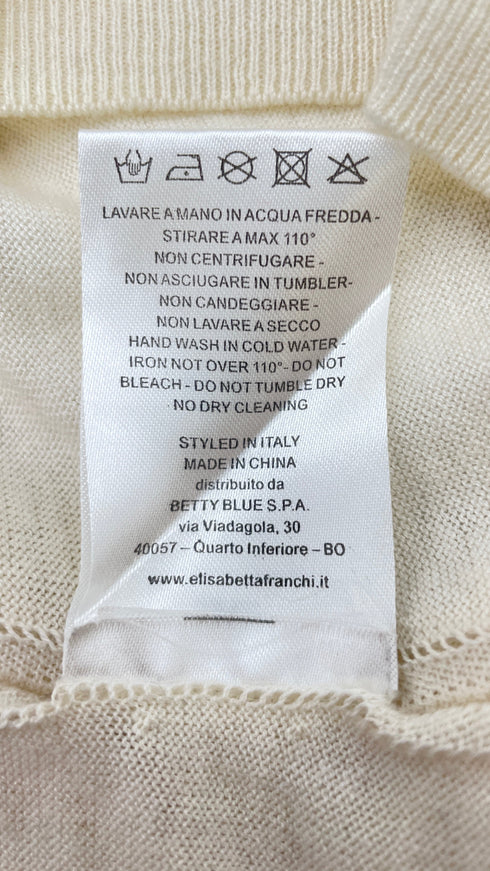 LAVARE A MANO IN ACQUA FREDDA -
STIRARE A MAX 110°
NON CENTRIFUGARE -
NON ASCIUGARE IN TUMBLER-
NON CANDEGGIARE -
NON LAVARE A SECCO
HAND WASH IN COLD WATER -
IRON NOT OVER 110°- DO NOT
BLEACH - DO NOT TUMBLE DRY
NO DRY CLEANING
STYLED IN ITALY
MADE IN CHINA
distribuito da
BETTY BLUE S.P.A.
via Viadagola, 30
40057 – Quarto Inferiore – BO
www.elisabettafranchi.it